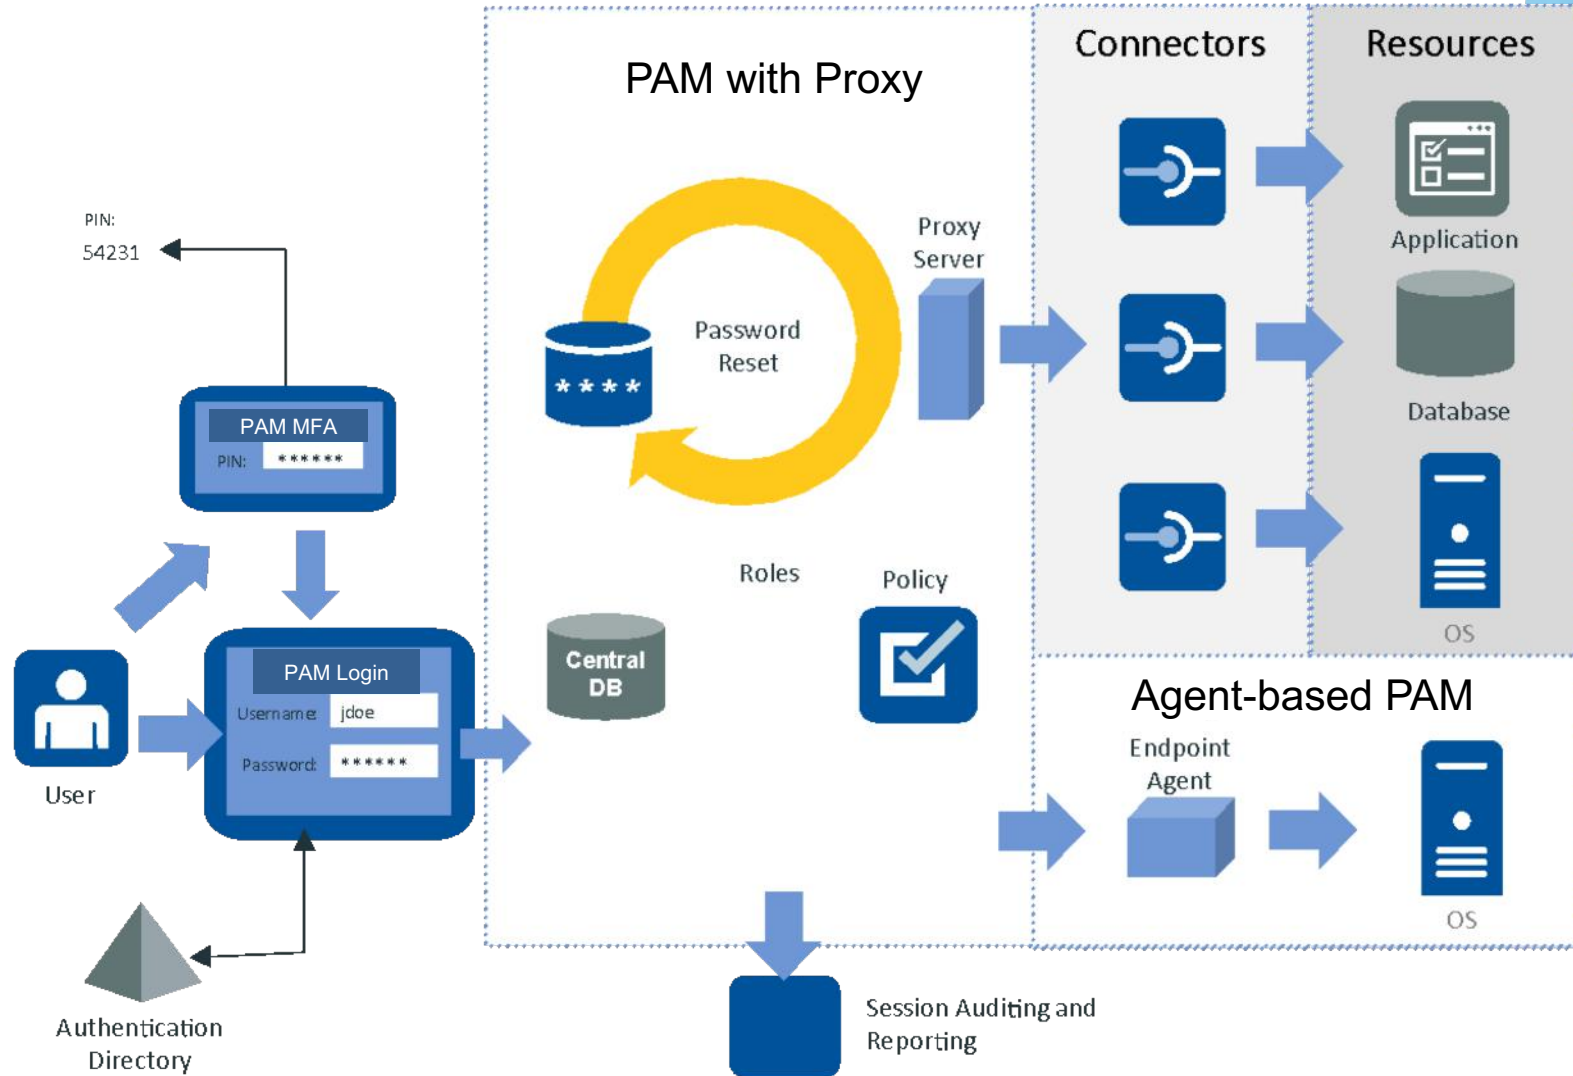 PAM with Proxy
Connectors
Resources
PIN:
54231
PAM MFA
PIN:
******
Password
Reset
****
Proxy
Server
Application
Database
OS
Roles
Policy
Central
DB
PAM Login
Username:
jdoe
Password:
******
User
Authentication
Directory
Agent-based PAM
Endpoint
Agent
OS
Session Auditing and
Reporting